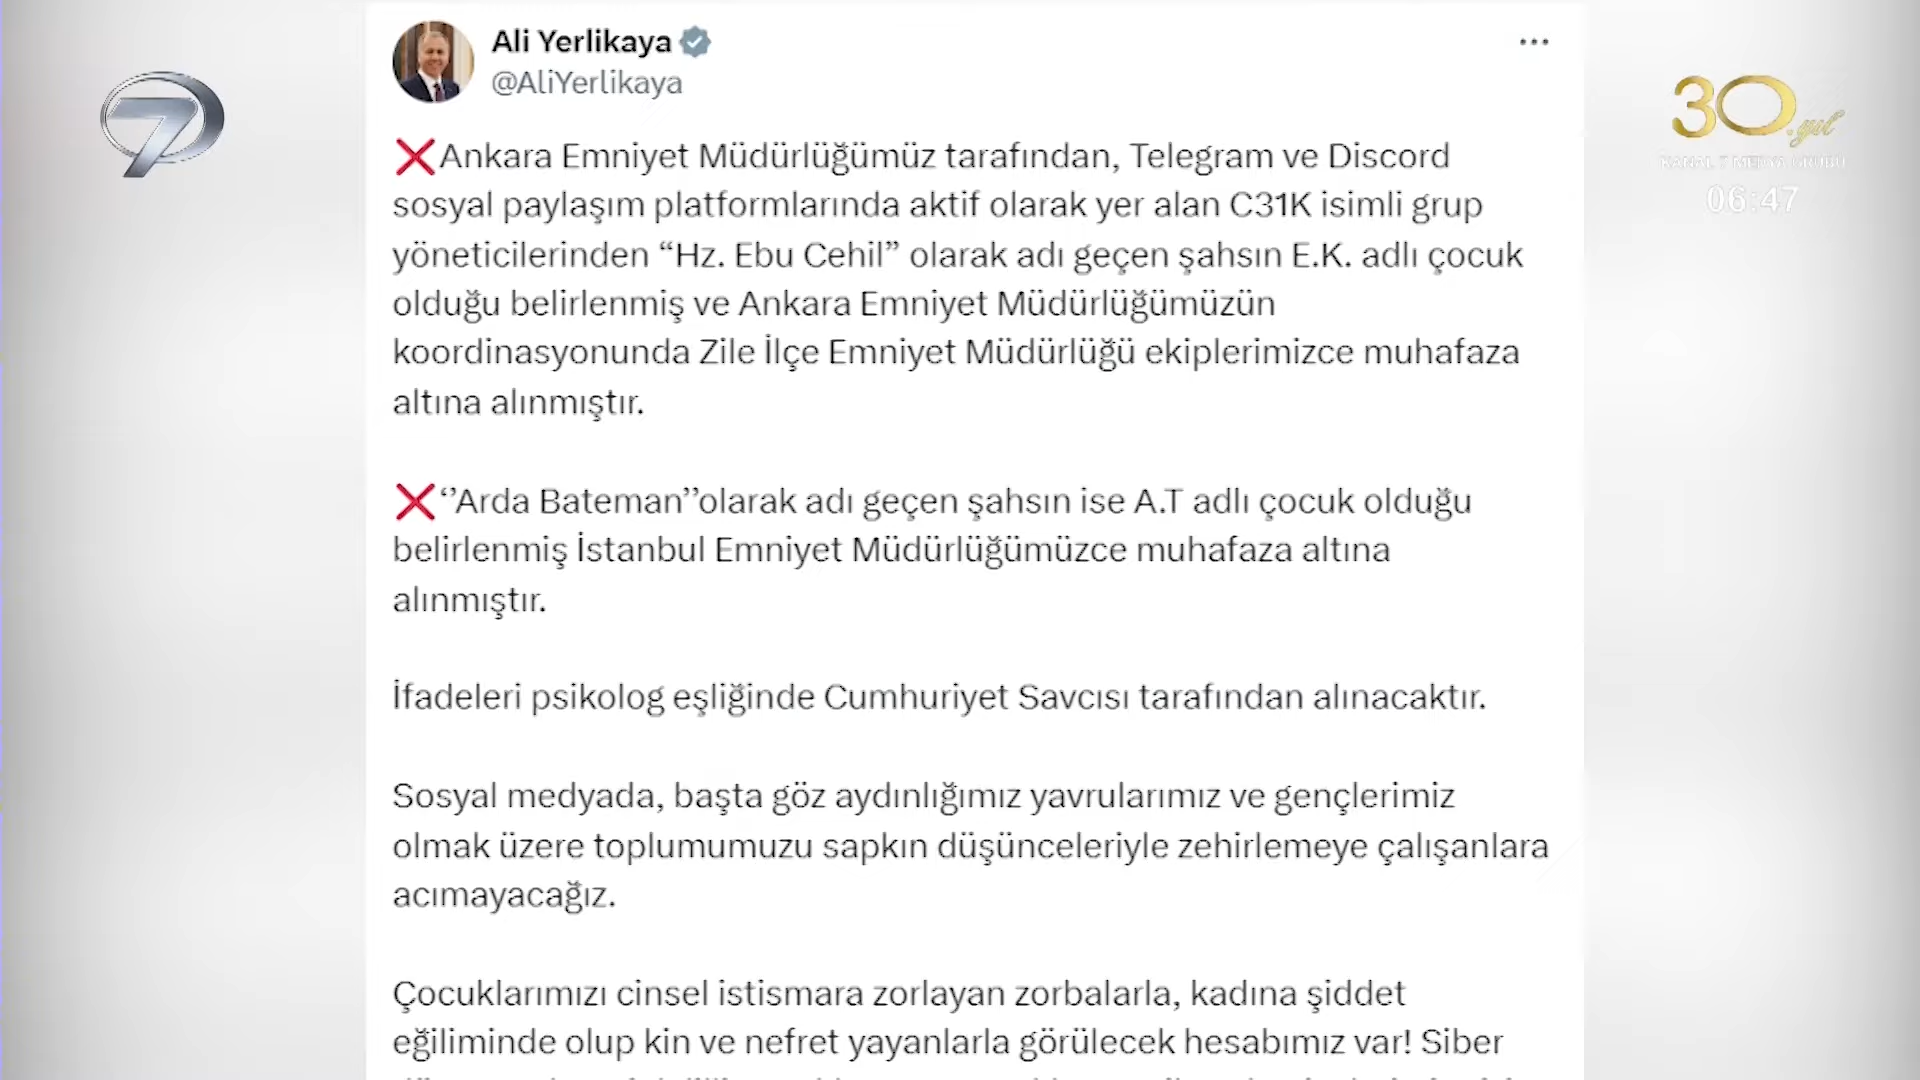 Ali Yerlikaya
@AliYerlikaya
7
30.yıl
KANAL 7 MEDYA GRUBU
06:47
❌Ankara Emniyet Müdürlüğümüz tarafından, Telegram ve Discord
sosyal paylaşım platformlarında aktif olarak yer alan C31K isimli grup
yöneticilerinden “Hz. Ebu Cehil” olarak adı geçen şahsın E.K. adlı çocuk
olduğu belirlenmiş ve Ankara Emniyet Müdürlüğümüzün
koordinasyonunda Zile İlçe Emniyet Müdürlüğü ekiplerimizce muhafaza
altına alınmıştır.
❌‘’Arda Bateman’’olarak adı geçen şahsın ise A.T adlı çocuk olduğu
belirlenmiş İstanbul Emniyet Müdürlüğümüzce muhafaza altına
alınmıştır.
İfadeleri psikolog eşliğinde Cumhuriyet Savcısı tarafından alınacaktır.
Sosyal medyada, başta göz aydınlığımız yavrularımız ve gençlerimiz
olmak üzere toplumumuzu sapkın düşünceleriyle zehirlemeye çalışanlara
acımayacağız.
Çocuklarımızı cinsel istismara zorlayan zorbalarla, kadına şiddet
eğiliminde olup kin ve nefret yayanlarla görülecek hesabımız var! Siber